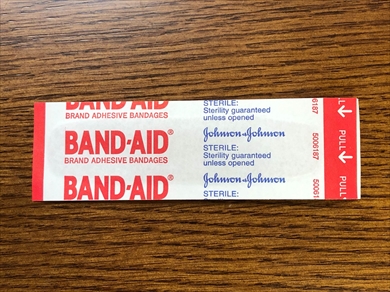 BAND-AID
BRAND ADHESIVE BANDAGES
STERILE:
Sterility guaranteed
unless opened
BAND-AID®
BRAND ADHESIVE BANDAGES
Johnson & Johnson
STERILE:
Sterility guaranteed
unless opened
BAND-AID®
Johnson & Johnson
STERILE:
5006187
PULL
PULL